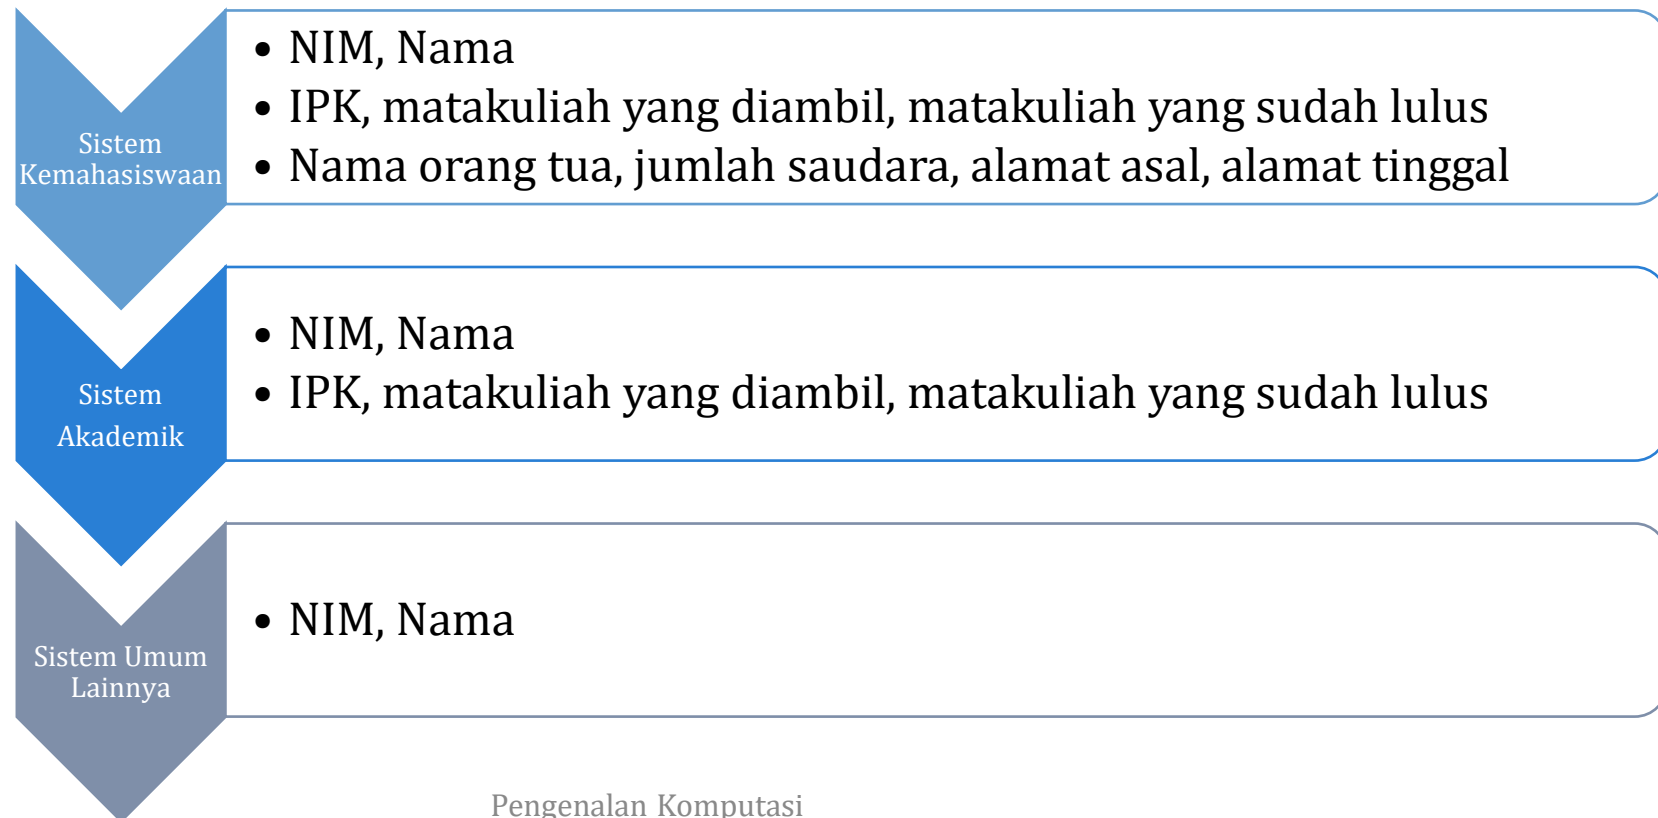 Sistem
Kemahasiswaan
• NIM, Nama
• IPK, matakuliah yang diambil, matakuliah yang sudah lulus
• Nama orang tua, jumlah saudara, alamat asal, alamat tinggal
Sistem
Akademik
• NIM, Nama
• IPK, matakuliah yang diambil, matakuliah yang sudah lulus
Sistem Umum
Lainnya
• NIM, Nama
Pengenalan Komputasi